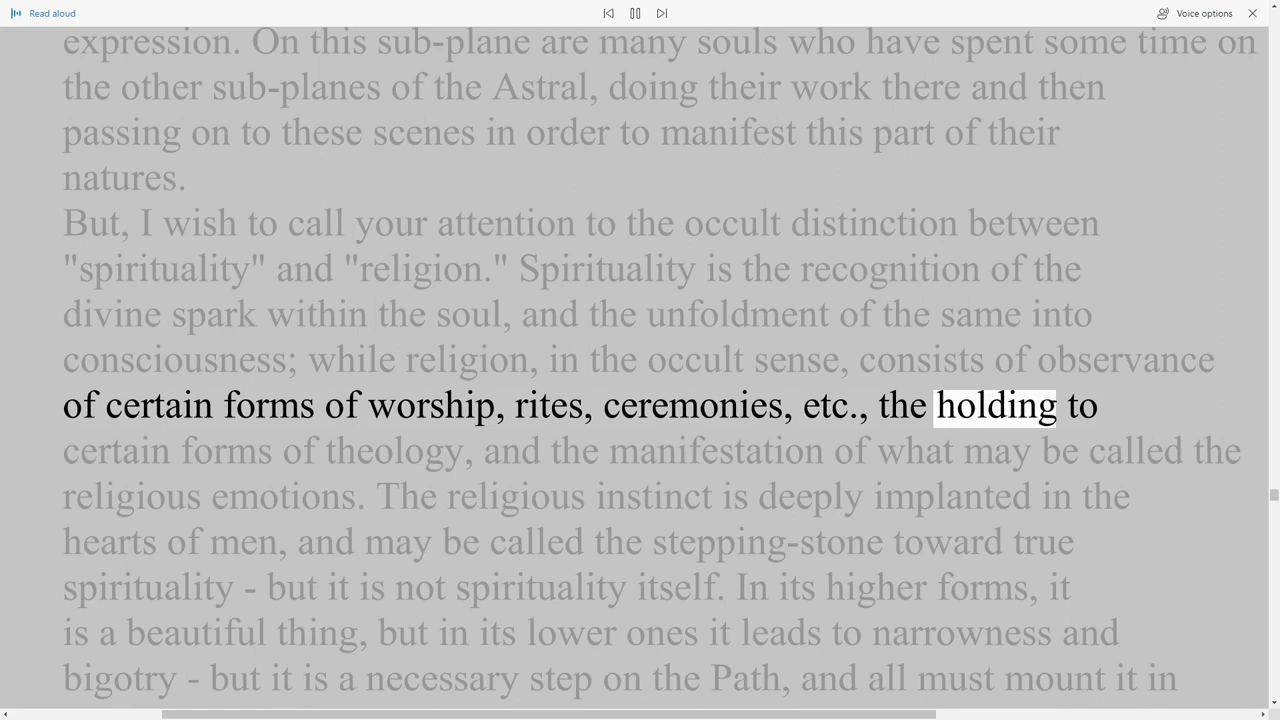 Read aloud
Voice options
expression. On this sub-plane are many souls who have spent some time on
the other sub-planes of the Astral, doing their work there and then
passing on to these scenes in order to manifest this part of their
natures.
But, I wish to call your attention to the occult distinction between
"spirituality" and "religion." Spirituality is the recognition of the
divine spark within the soul, and the unfoldment of the same into
consciousness; while religion, in the occult sense, consists of observance
of certain forms of worship, rites, ceremonies, etc., the holding to
certain forms of theology, and the manifestation of what may be called the
religious emotions. The religious instinct is deeply implanted in the
hearts of men, and may be called the stepping-stone toward true
spirituality - but it is not spirituality itself. In its higher forms, it
is a beautiful thing, but in its lower ones it leads to narrowness and
bigotry - but it is a necessary step on the Path, and all must mount it in